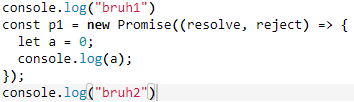 console.log("bruh1")
const p1 = new Promise((resolve, reject) => {
  let a = 0;
  console.log(a);
});
console.log("bruh2")